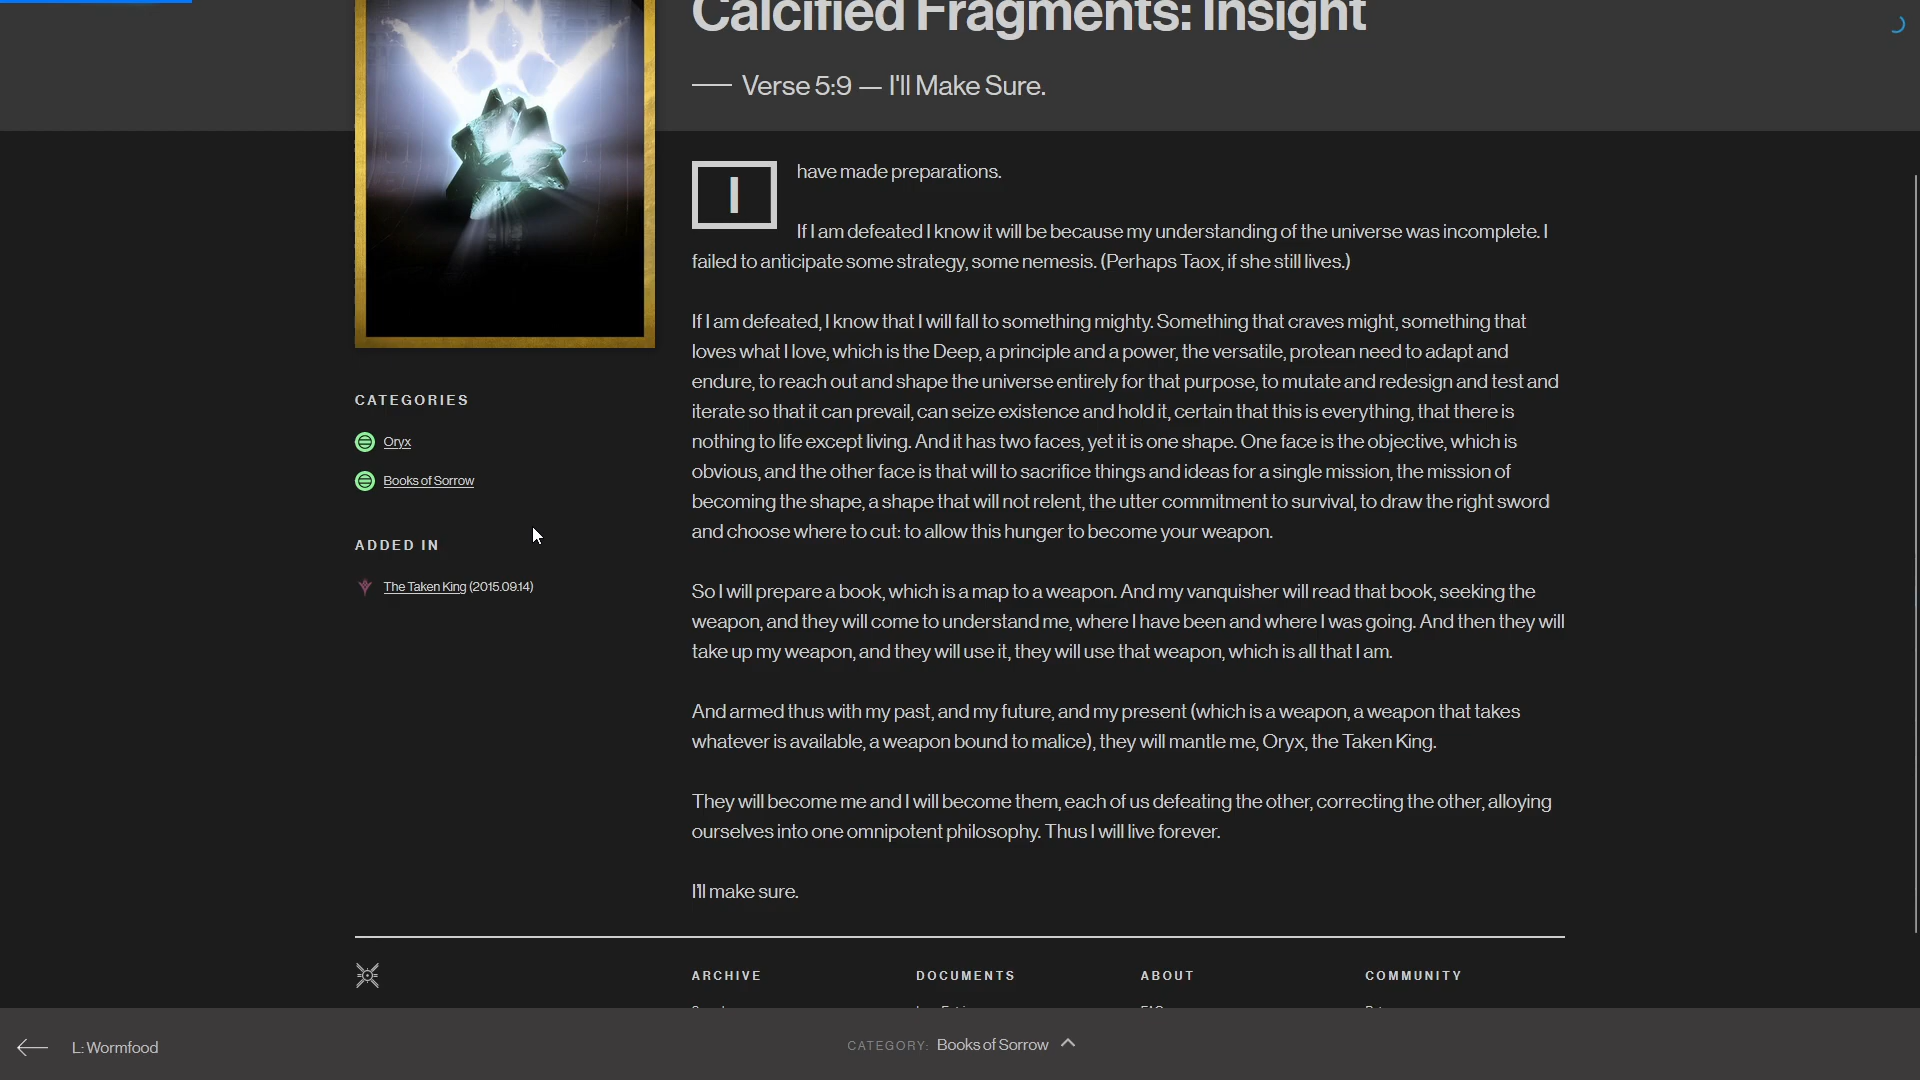 Calcified Fragments: Insight
Verse 5:9 — I'll Make Sure.
I have made preparations.
If I am defeated I know it will be because my understanding of the universe was incomplete. I
failed to anticipate some strategy, some nemesis. (Perhaps Taox, if she still lives.)
If I am defeated, I know that I will fall to something mighty. Something that craves might, something that
loves what I love, which is the Deep, a principle and a power, the versatile, protean need to adapt and
endure, to reach out and shape the universe entirely for that purpose, to mutate and redesign and test and
iterate so that it can prevail, can seize existence and hold it, certain that this is everything, that there is
nothing to life except living. And it has two faces, yet it is one shape. One face is the objective, which is
obvious, and the other face is that will to sacrifice things and ideas for a single mission, the mission of
becoming the shape, a shape that will not relent, the utter commitment to survival, to draw the right sword
and choose where to cut: to allow this hunger to become your weapon.
So I will prepare a book, which is a map to a weapon. And my vanquisher will read that book, seeking the
weapon, and they will come to understand me, where I have been and where I was going. And then they will
take up my weapon, and they will use it, they will use that weapon, which is all that I am.
And armed thus with my past, and my future, and my present (which is a weapon, a weapon that takes
whatever is available, a weapon bound to malice), they will mantle me, Oryx, the Taken King.
They will become me and I will become them, each of us defeating the other, correcting the other, alloying
ourselves into one omnipotent philosophy. Thus I will live forever.
I'll make sure.
CATEGORIES
Oryx
Books of Sorrow
ADDED IN
The Taken King (2015.09.14)
ARCHIVE
DOCUMENTS
ABOUT
COMMUNITY
L: Wormfood
CATEGORY: Books of Sorrow